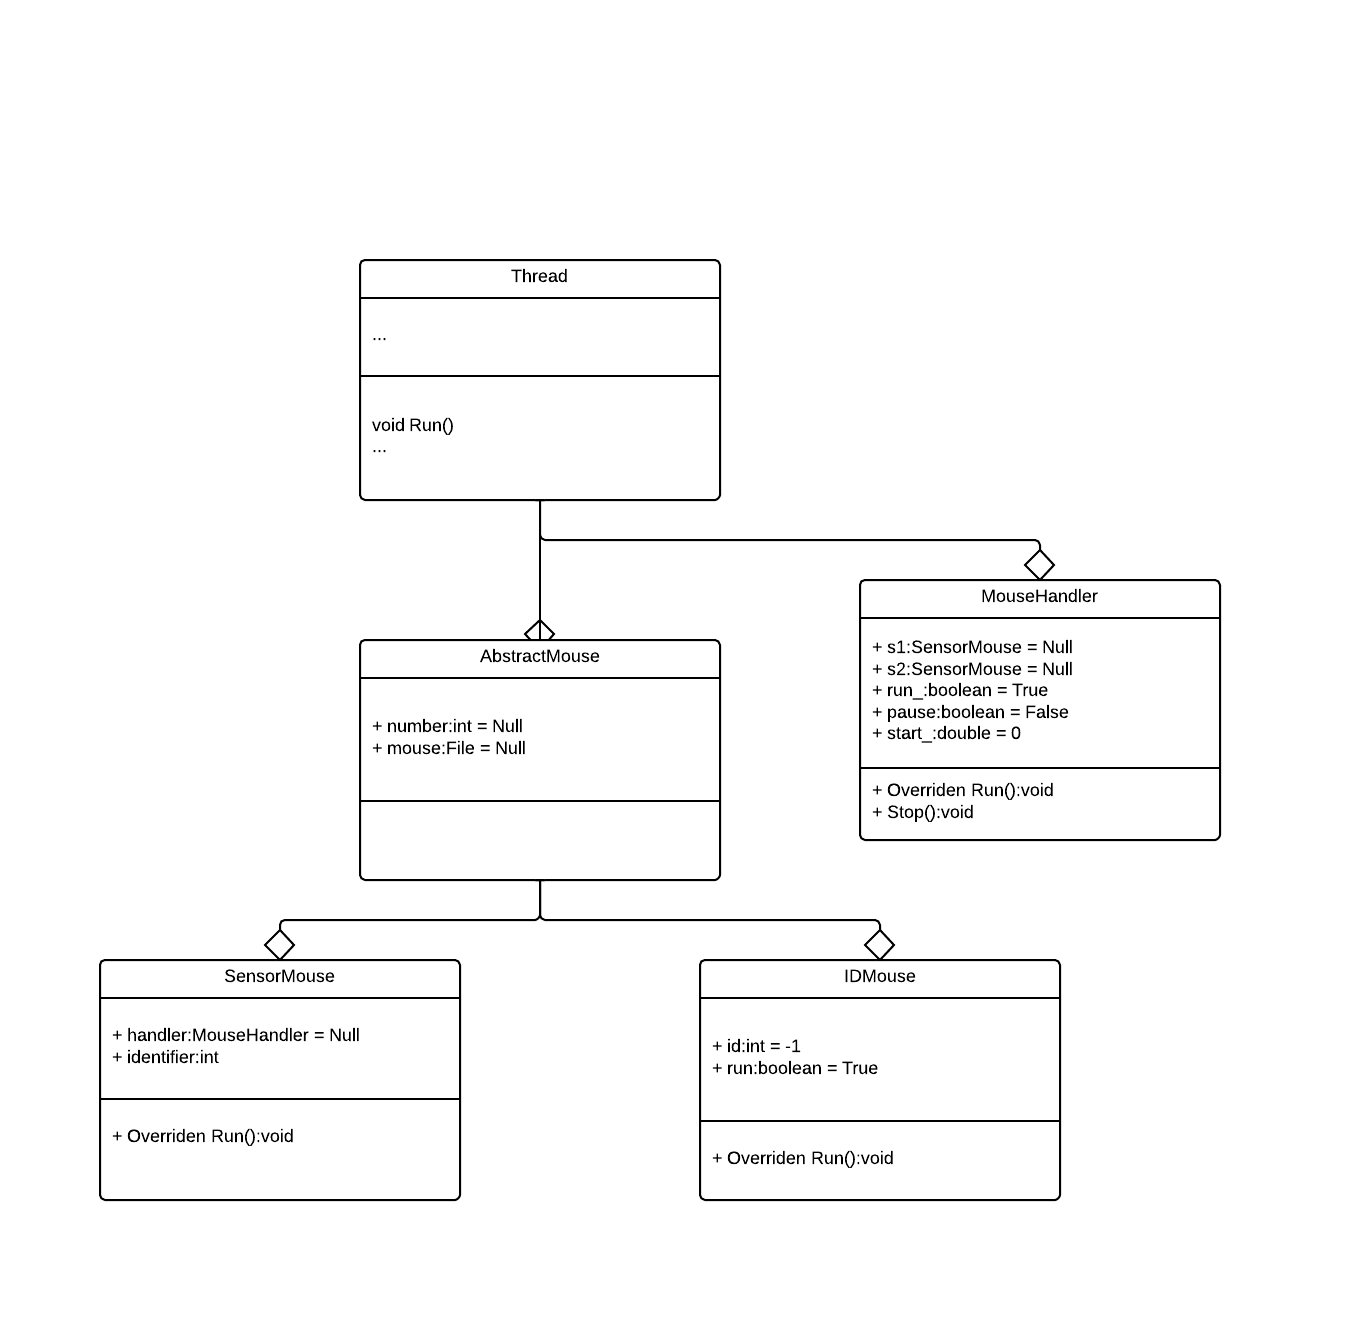 Thread
...
void Run()
...
MouseHandler
+ s1:SensorMouse = Null
+ s2:SensorMouse = Null
+ run_:boolean = True
+ pause:boolean = False
+ start_:double = 0
+ Overriden Run():void
+ Stop():void
AbstractMouse
+ number:int = Null
+ mouse:File = Null
SensorMouse
+ handler:MouseHandler = Null
+ identifier:int
+ Overriden Run():void
IDMouse
+ id:int = -1
+ run:boolean = True
+ Overriden Run():void